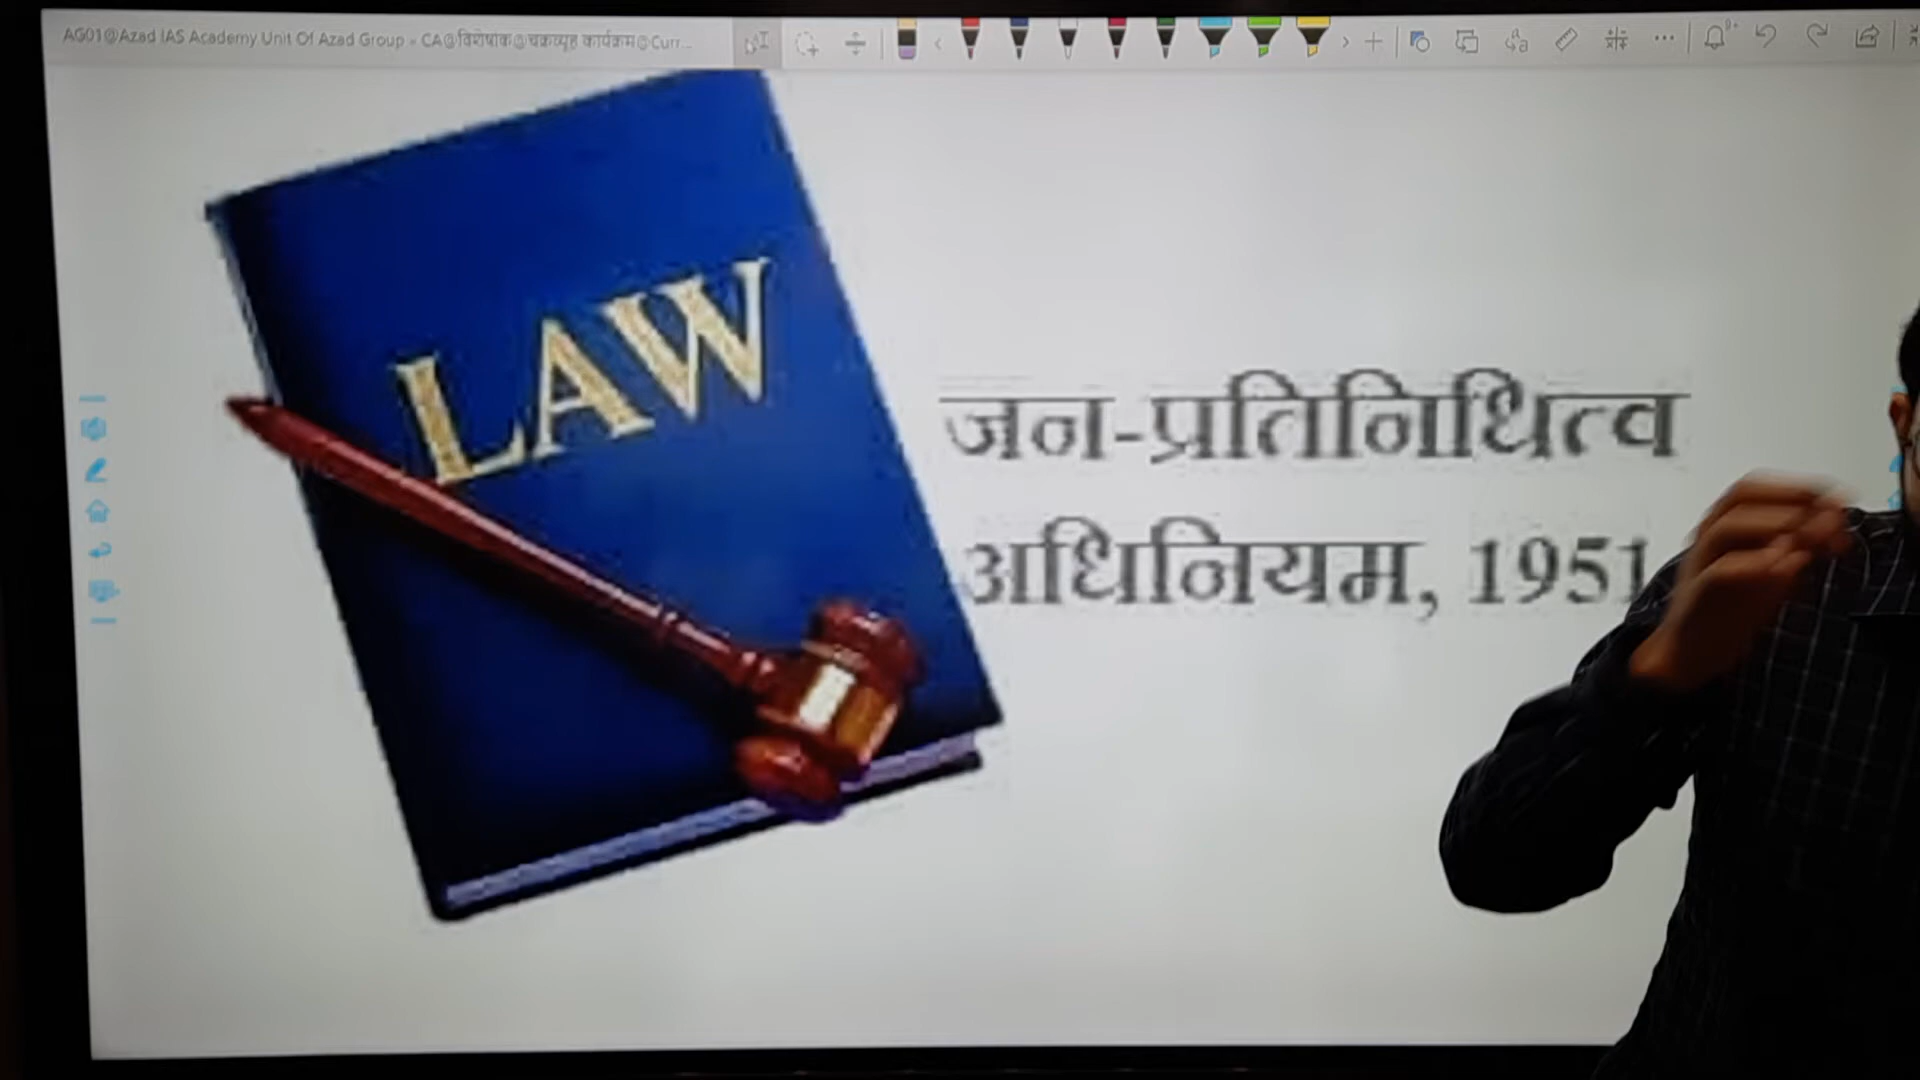 AG01@Azad IAS Academy Unit Of Azad Group - CA@विशेषांक@चक्रव्यूह कार्यक्रम@Curr...
LAW
जन-प्रतिनिधित्व
अधिनियम, 1951